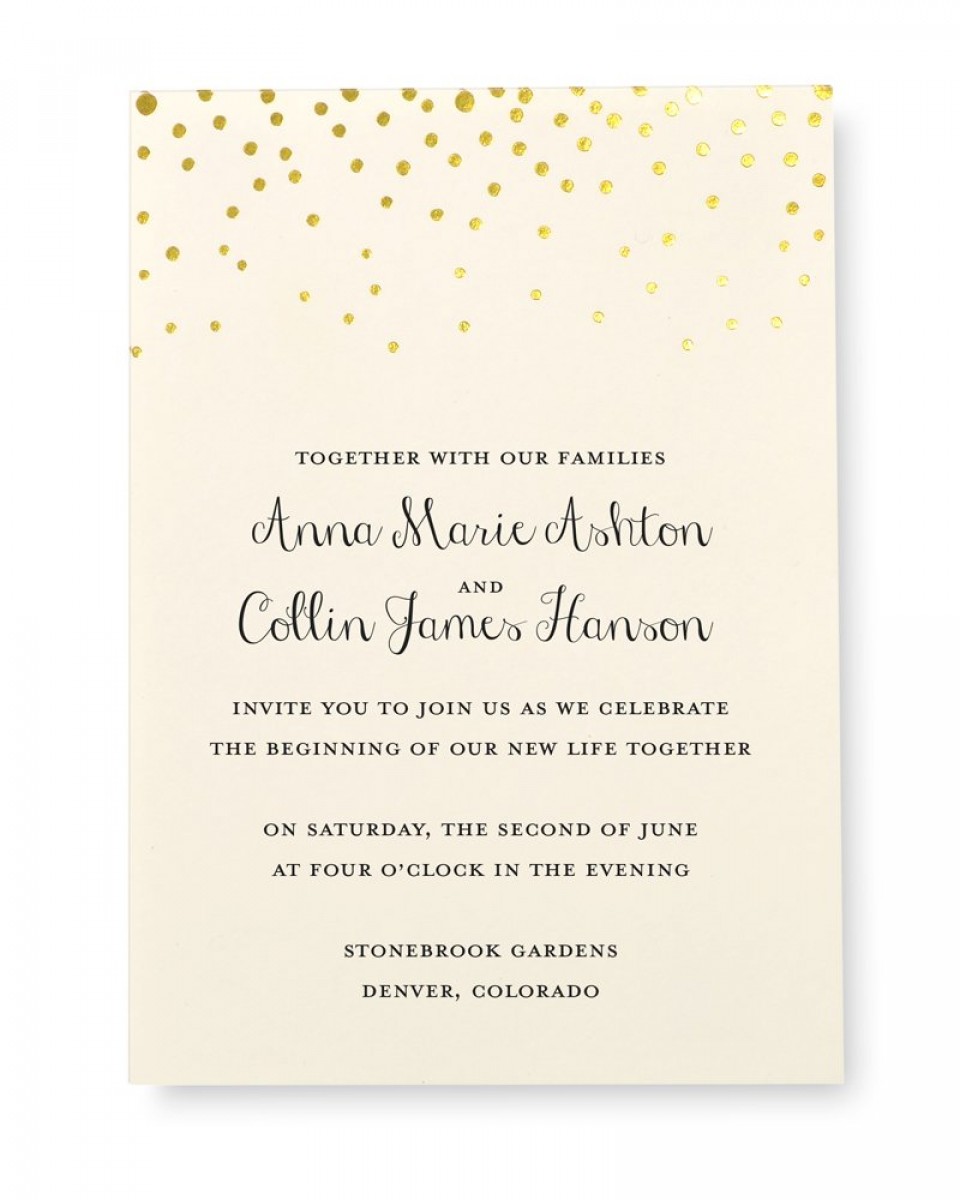 TOGETHER WITH OUR FAMILIES
Anna Marie Ashton
AND
Collin James Hanson
INVITE YOU TO JOIN US AS WE CELEBRATE
THE BEGINNING OF OUR NEW LIFE TOGETHER
ON SATURDAY, THE SECOND OF JUNE
AT FOUR O’CLOCK IN THE EVENING
STONEBROOK GARDENS
DENVER, COLORADO